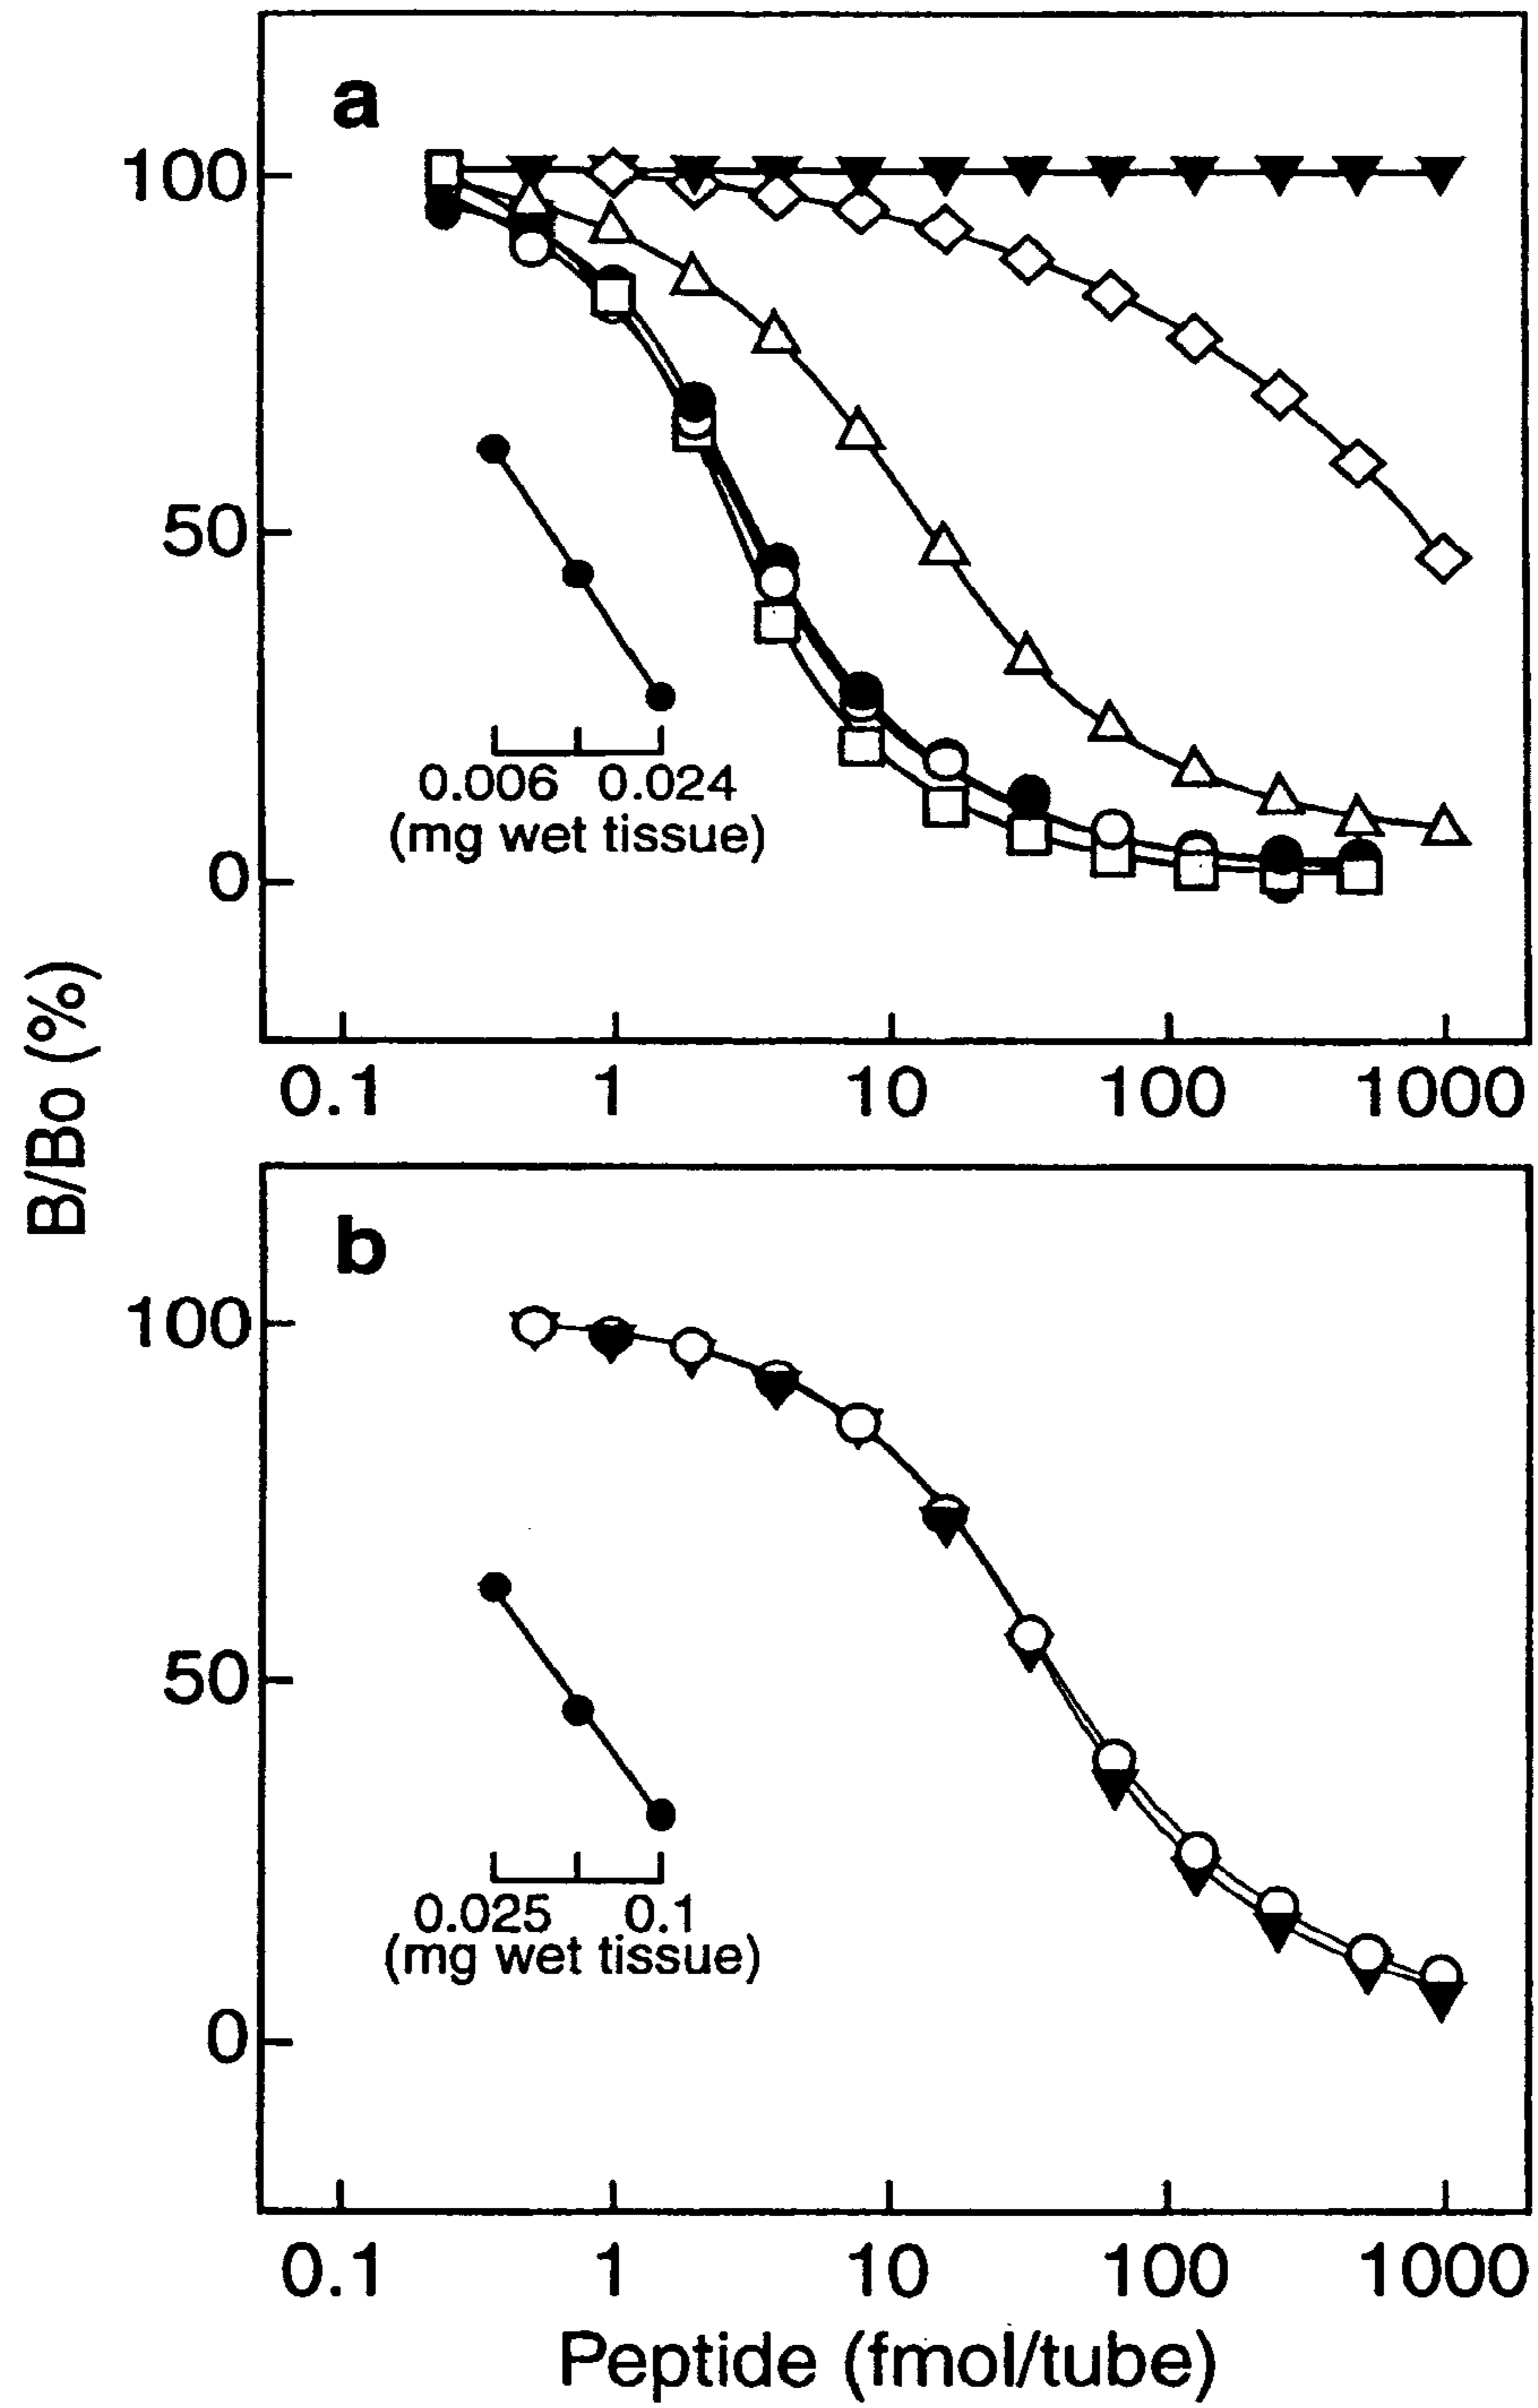 a
100
50
0
0.006 0.024
(mg wet tissue)
0.1 1 10 100 1000
B/Bo (%)
b
100
50
0
0.025 0.1
(mg wet tissue)
0.1 1 10 100 1000
Peptide (fmol/tube)